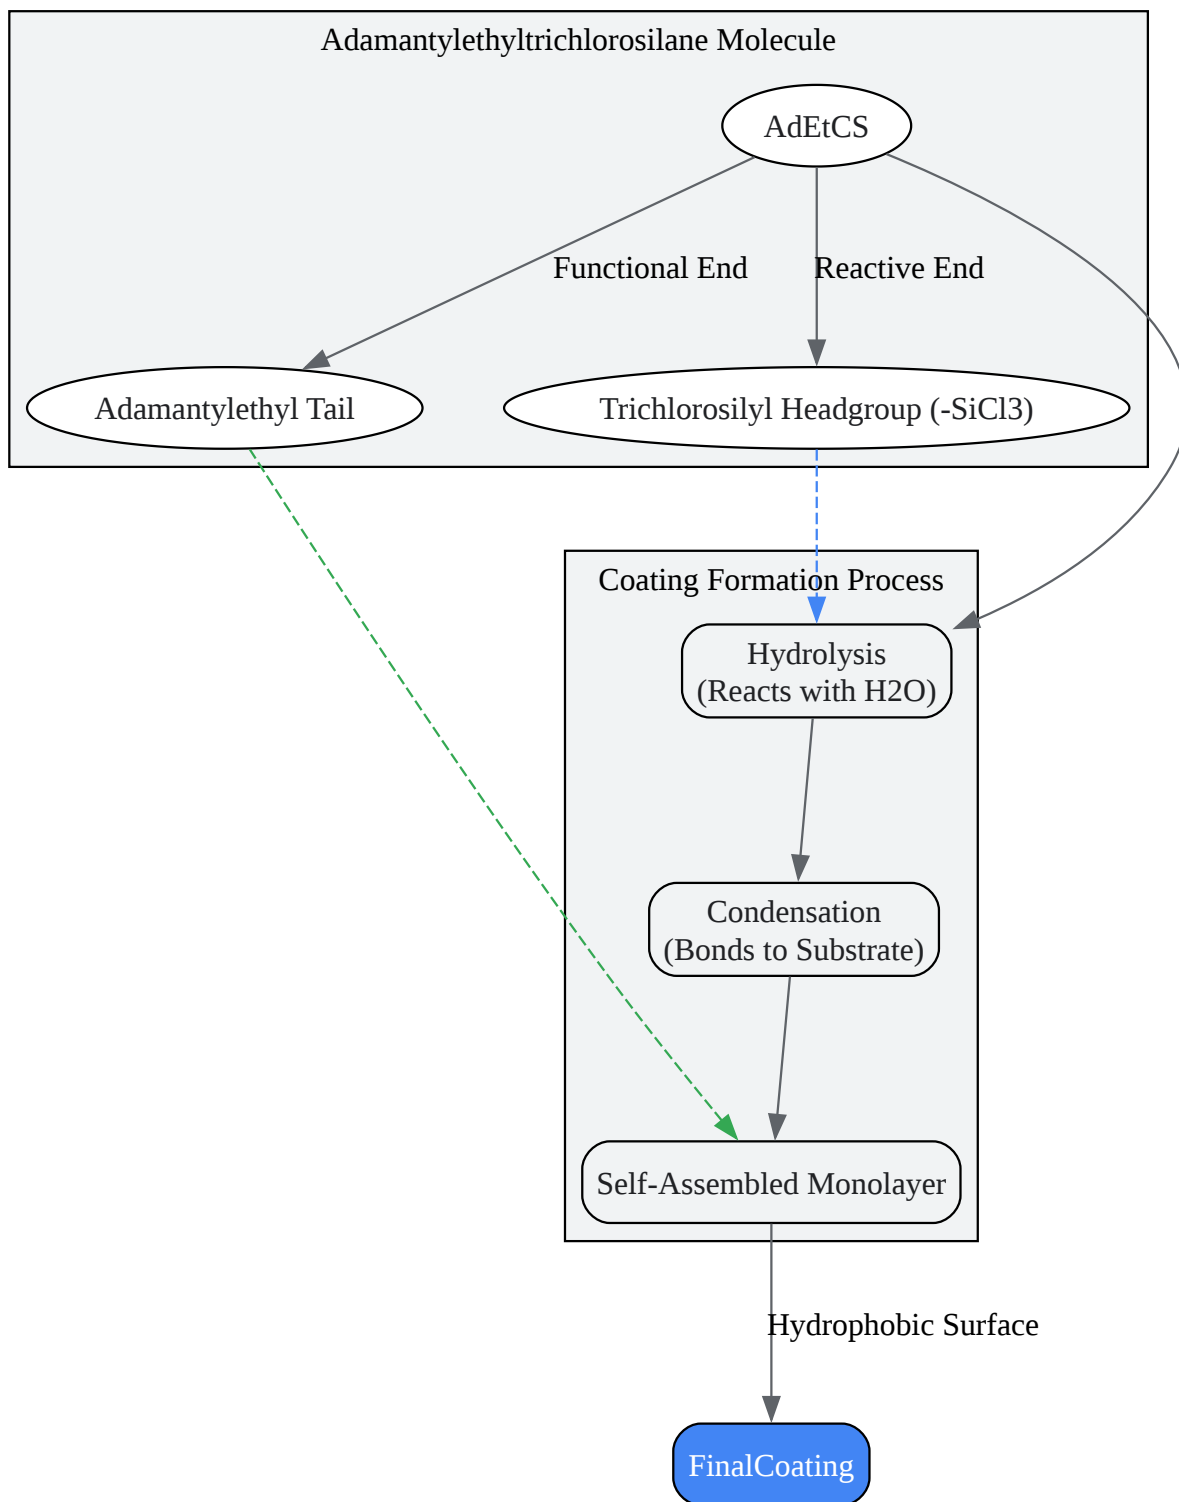 Adamantylethyltrichlorosilane Molecule
AdEtCS
Functional End
Reactive End
Adamantylethyl Tail
Trichlorosilyl Headgroup (-SiCl3)
Coating Formation Process
Hydrolysis
(Reacts with H2O)
Condensation
(Bonds to Substrate)
Self-Assembled Monolayer
Hydrophobic Surface
FinalCoating